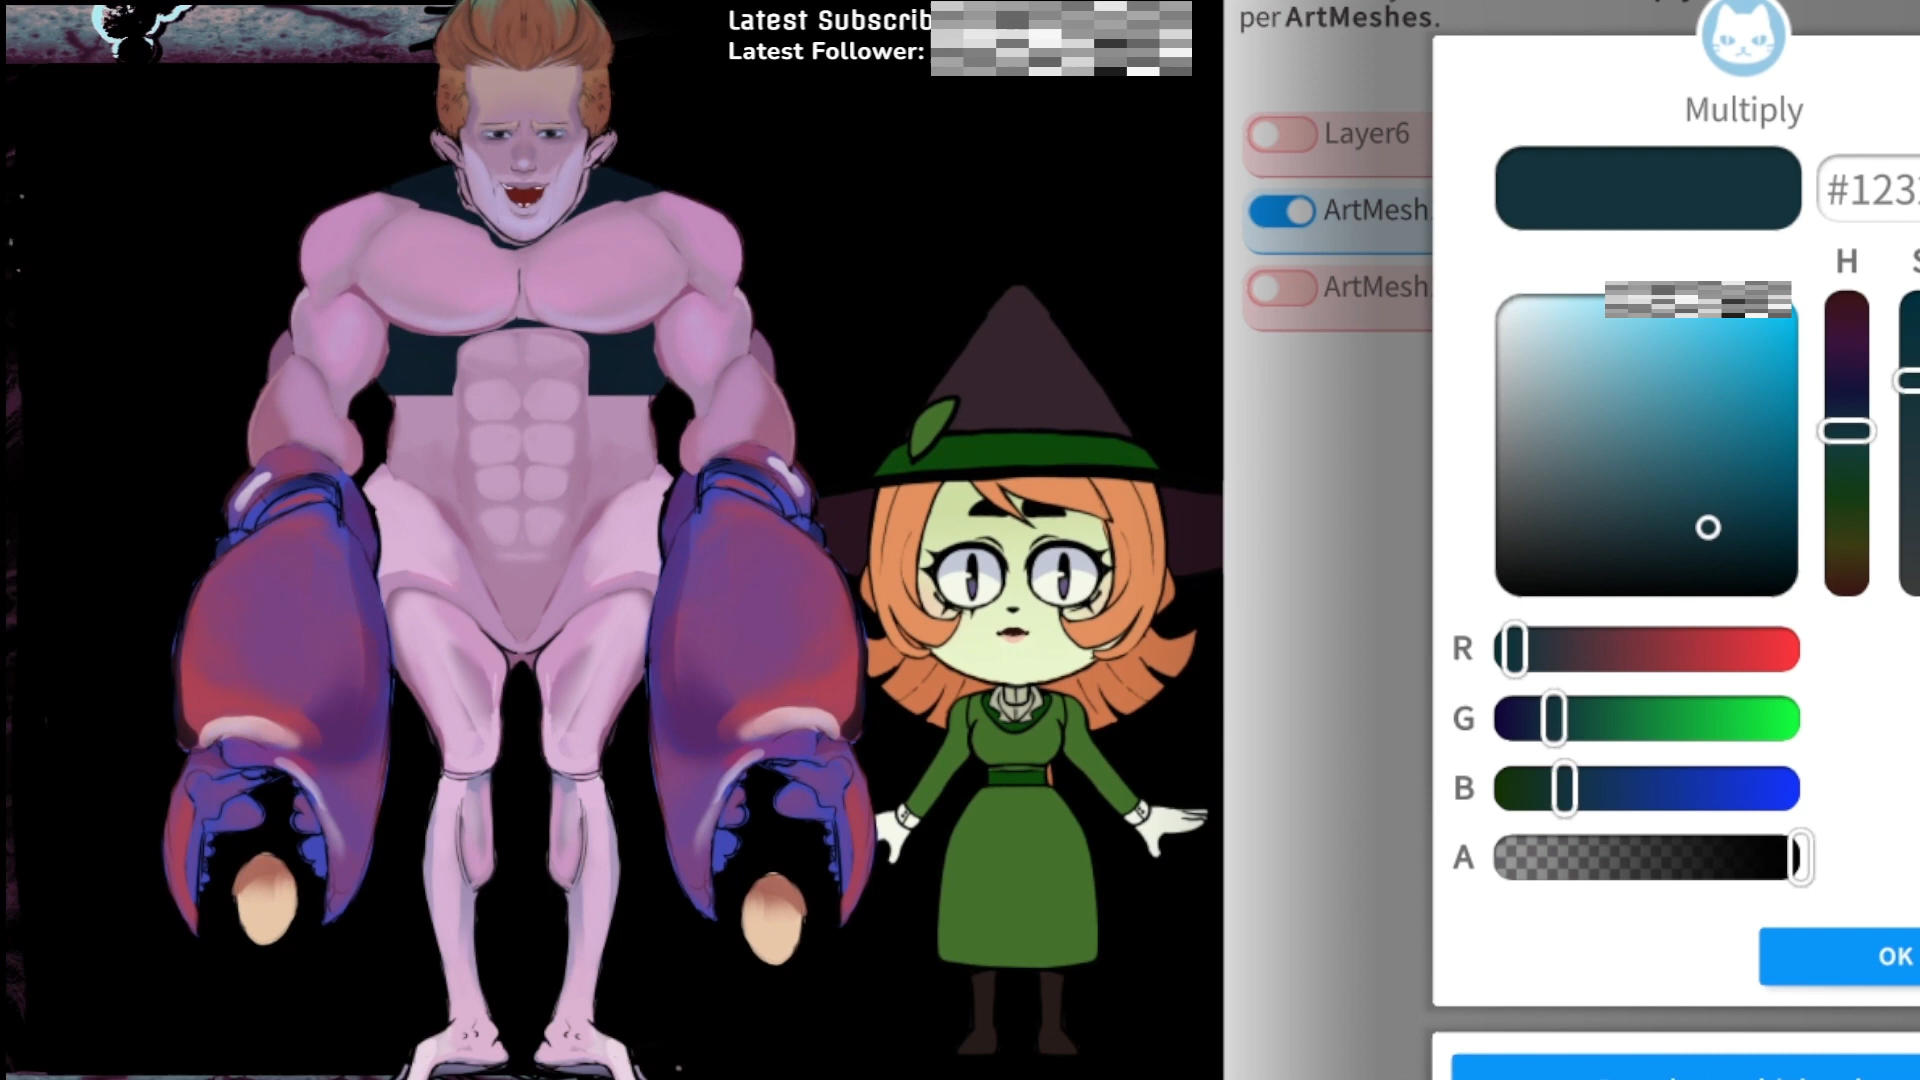 Latest Subscrib
Latest Follower:
per ArtMeshes.
Layer6
ArtMesh
ArtMesh
Multiply
#123
H
S
R
G
B
A
OK